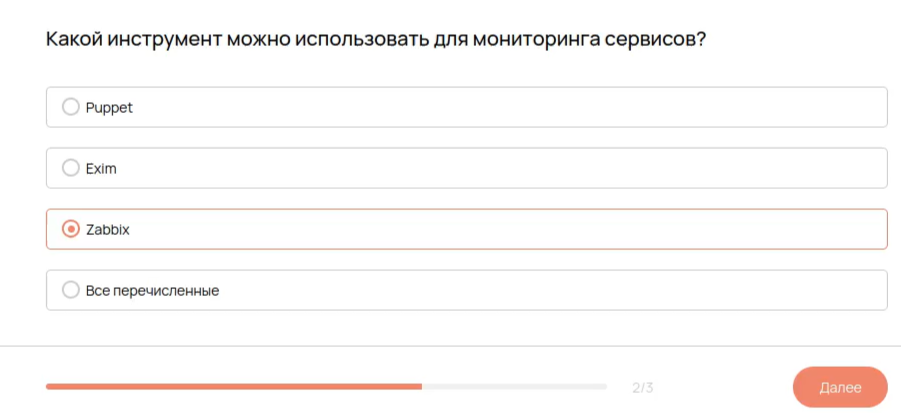 Какой инструмент можно использовать для мониторинга сервисов?
Puppet
Exim
Zabbix
Все перечисленные
2/3
Далее